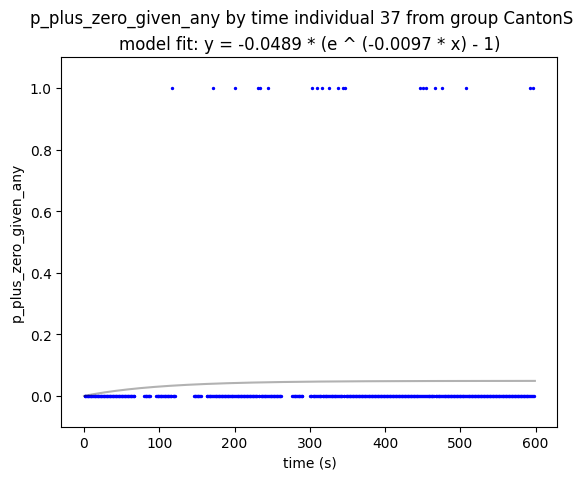 p_plus_zero_given_any by time individual 37 from group CantonS
model fit: y = -0.0489 * (e ^ (-0.0097 * x) - 1)
1.0
0.8
0.6
0.4
0.2
0.0
p_plus_zero_given_any
0 100 200 300 400 500 600
time (s)